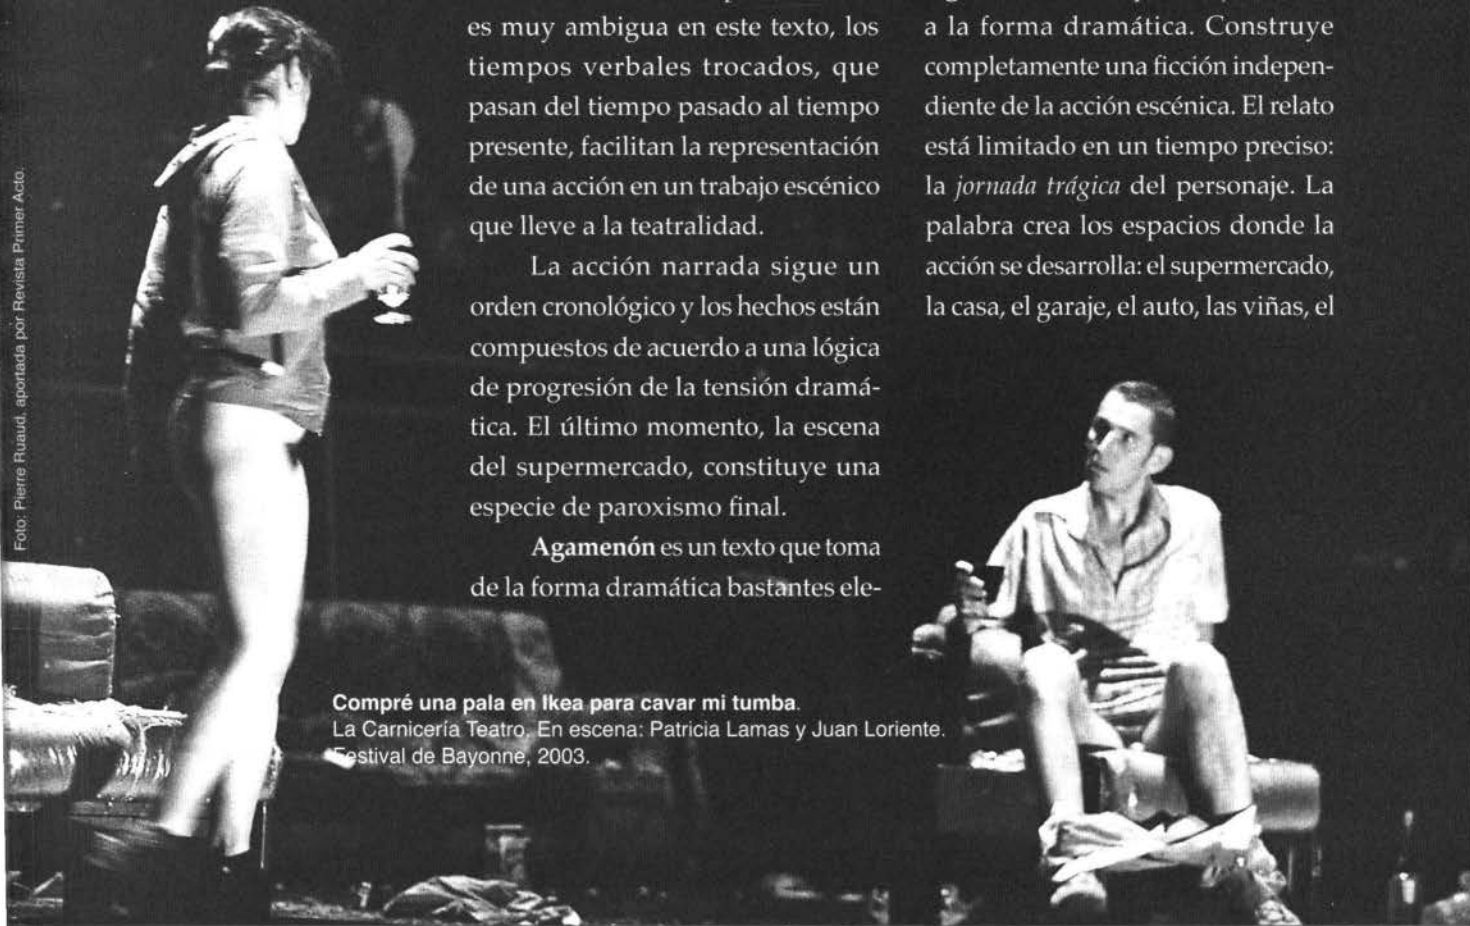 es muy ambigua en este texto, los
tiempos verbales trocados, que
pasan del tiempo pasado al tiempo
presente, facilitan la representación
de una acción en un trabajo escénico
que lleve a la teatralidad.
La acción narrada sigue un
orden cronológico y los hechos están
compuestos de acuerdo a una lógica
de progresión de la tensión dramá-
tica. El último momento, la escena
del supermercado, constituye una
especie de paroxismo final.
Agamenón es un texto que toma
de la forma dramática bastantes ele-
a la forma dramática. Construye
completamente una ficción indepen-
diente de la acción escénica. El relato
está limitado en un tiempo preciso:
la jornada trágica del personaje. La
palabra crea los espacios donde la
acción se desarrolla: el supermercado,
la casa, el garaje, el auto, las viñas, el
Compré una pala en Ikea para cavar mi tumba.
La Carnicería Teatro. En escena: Patricia Lamas y Juan Loriente.
Festival de Bayonne, 2003.
Foto: Pierre Ruaud, aportada por Revista Primer Acto.